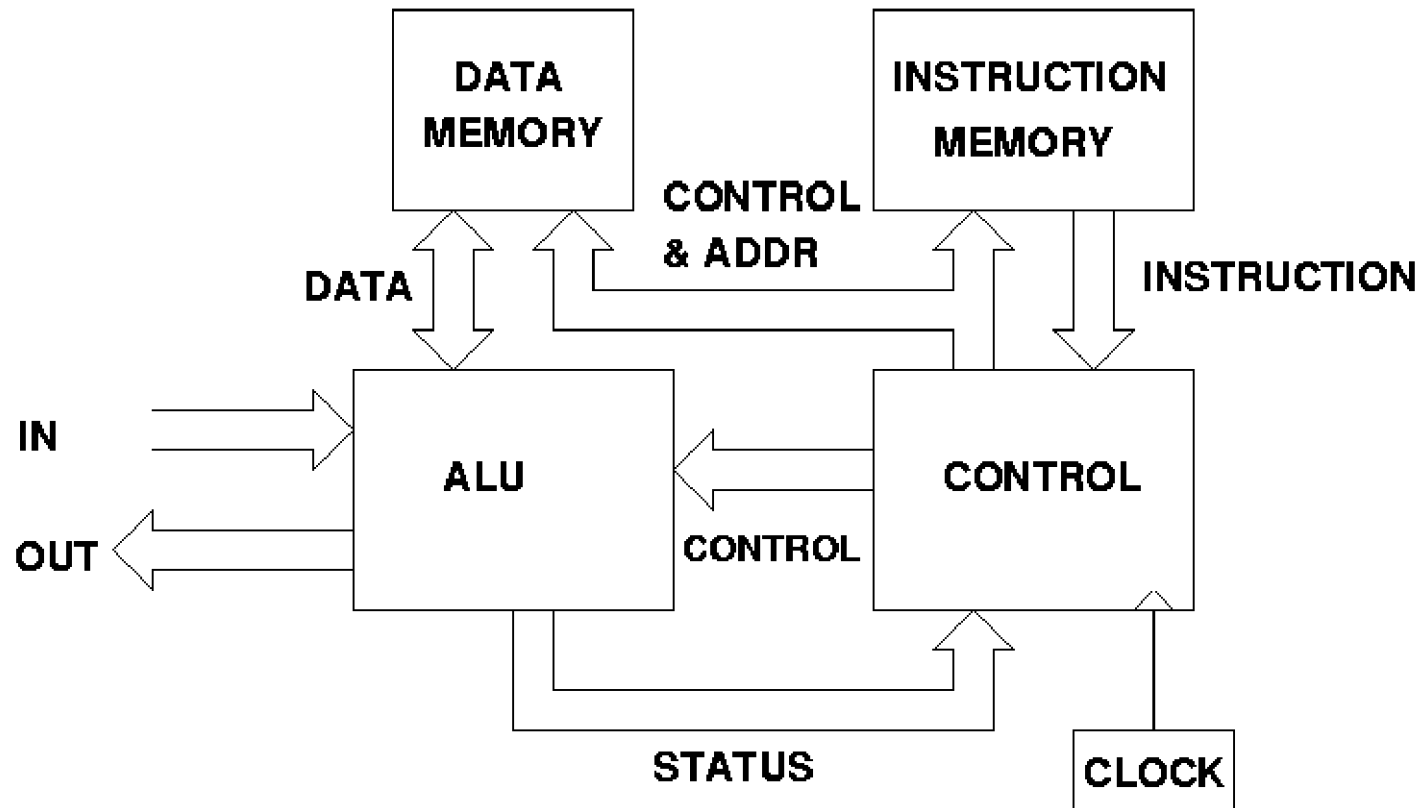 DATA
MEMORY
INSTRUCTION
MEMORY
CONTROL
& ADDR
DATA
INSTRUCTION
IN
ALU
CONTROL
OUT
CONTROL
STATUS
CLOCK